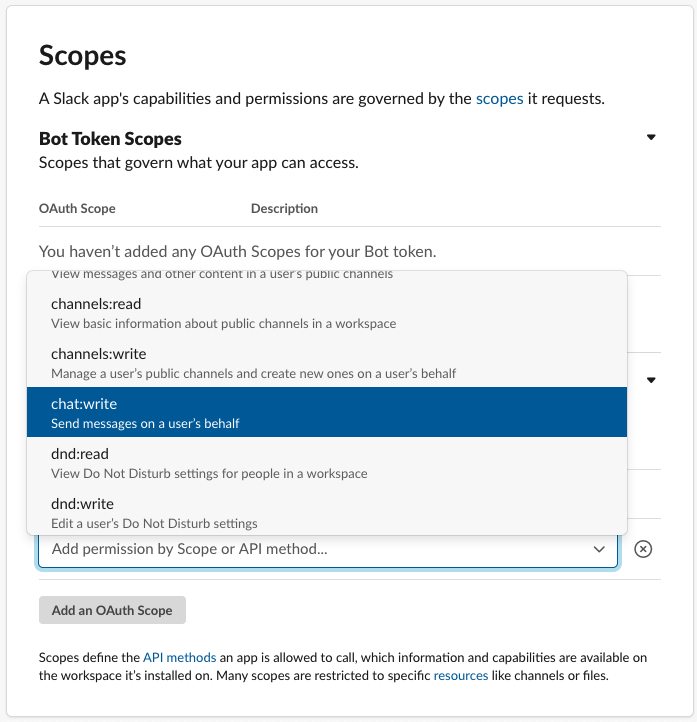 Scopes
A Slack app's capabilities and permissions are governed by the scopes it requests.
Bot Token Scopes
Scopes that govern what your app can access.
OAuth Scope Description
You haven’t added any OAuth Scopes for your Bot token.
View messages and other content in a user’s public channels
channels:read
View basic information about public channels in a workspace
channels:write
Manage a user’s public channels and create new ones on a user’s behalf
chat:write
Send messages on a user’s behalf
dnd:read
View Do Not Disturb settings for people in a workspace
dnd:write
Edit a user’s Do Not Disturb settings
Add permission by Scope or API method...
Add an OAuth Scope
Scopes define the API methods an app is allowed to call, which information and capabilities are available on
the workspace it’s installed on. Many scopes are restricted to specific resources like channels or files.